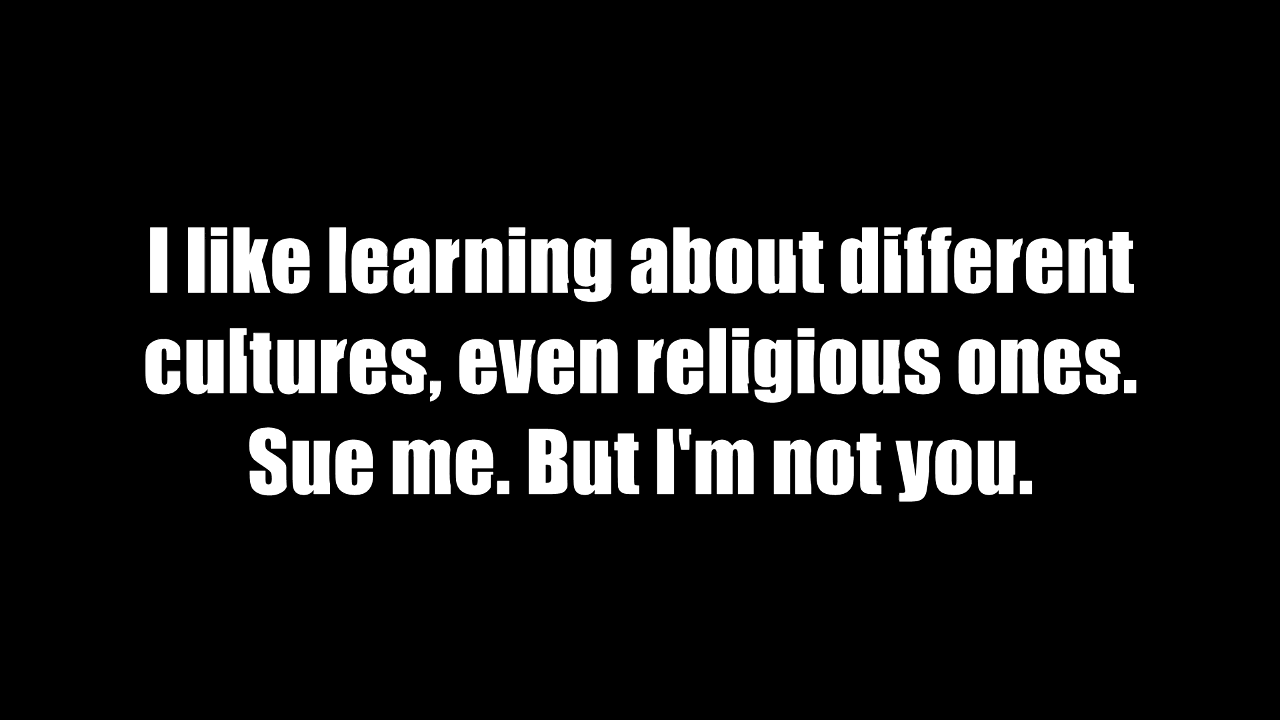 I like learning about different
cultures, even religious ones.
Sue me. But I'm not you.